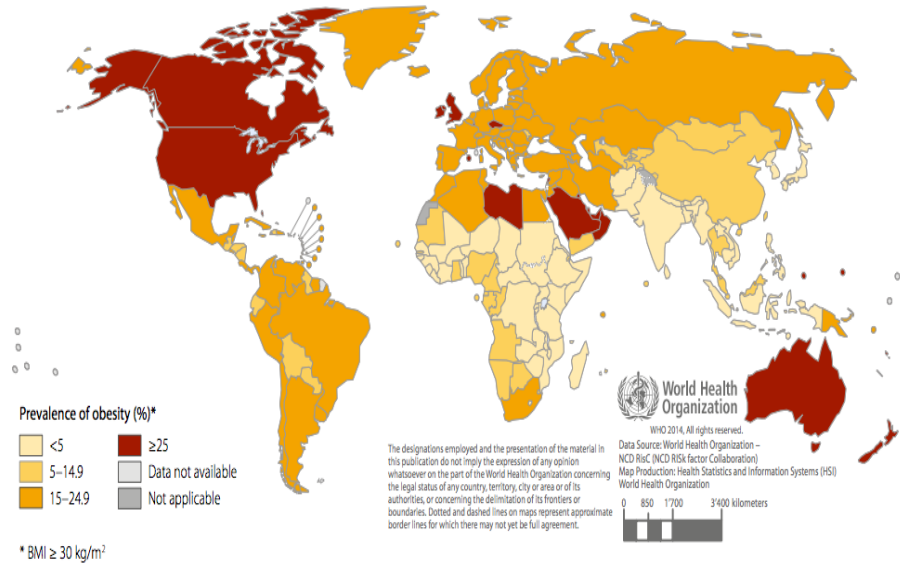 Prevalence of obesity (%)*
<5
5–14.9
15–24.9
≥25
Data not available
Not applicable
* BMI ≥ 30 kg/m²
The designations employed and the presentation of the material in
this publication do not imply the expression of any opinion
whatsoever on the part of the World Health Organization concerning
the legal status of any country, territory, city or area or of its
authorities, or concerning the delimitation of its frontiers or
boundaries. Dotted and dashed lines on maps represent approximate
border lines for which there may not yet be full agreement.
World Health
Organization
WHO 2014, All rights reserved.
Data Source: World Health Organization –
NCD RisC (NCD RISk factor Collaboration)
Map Production: Health Statistics and Information Systems (HSI)
World Health Organization
0 850 1'700 3'400 kilometers